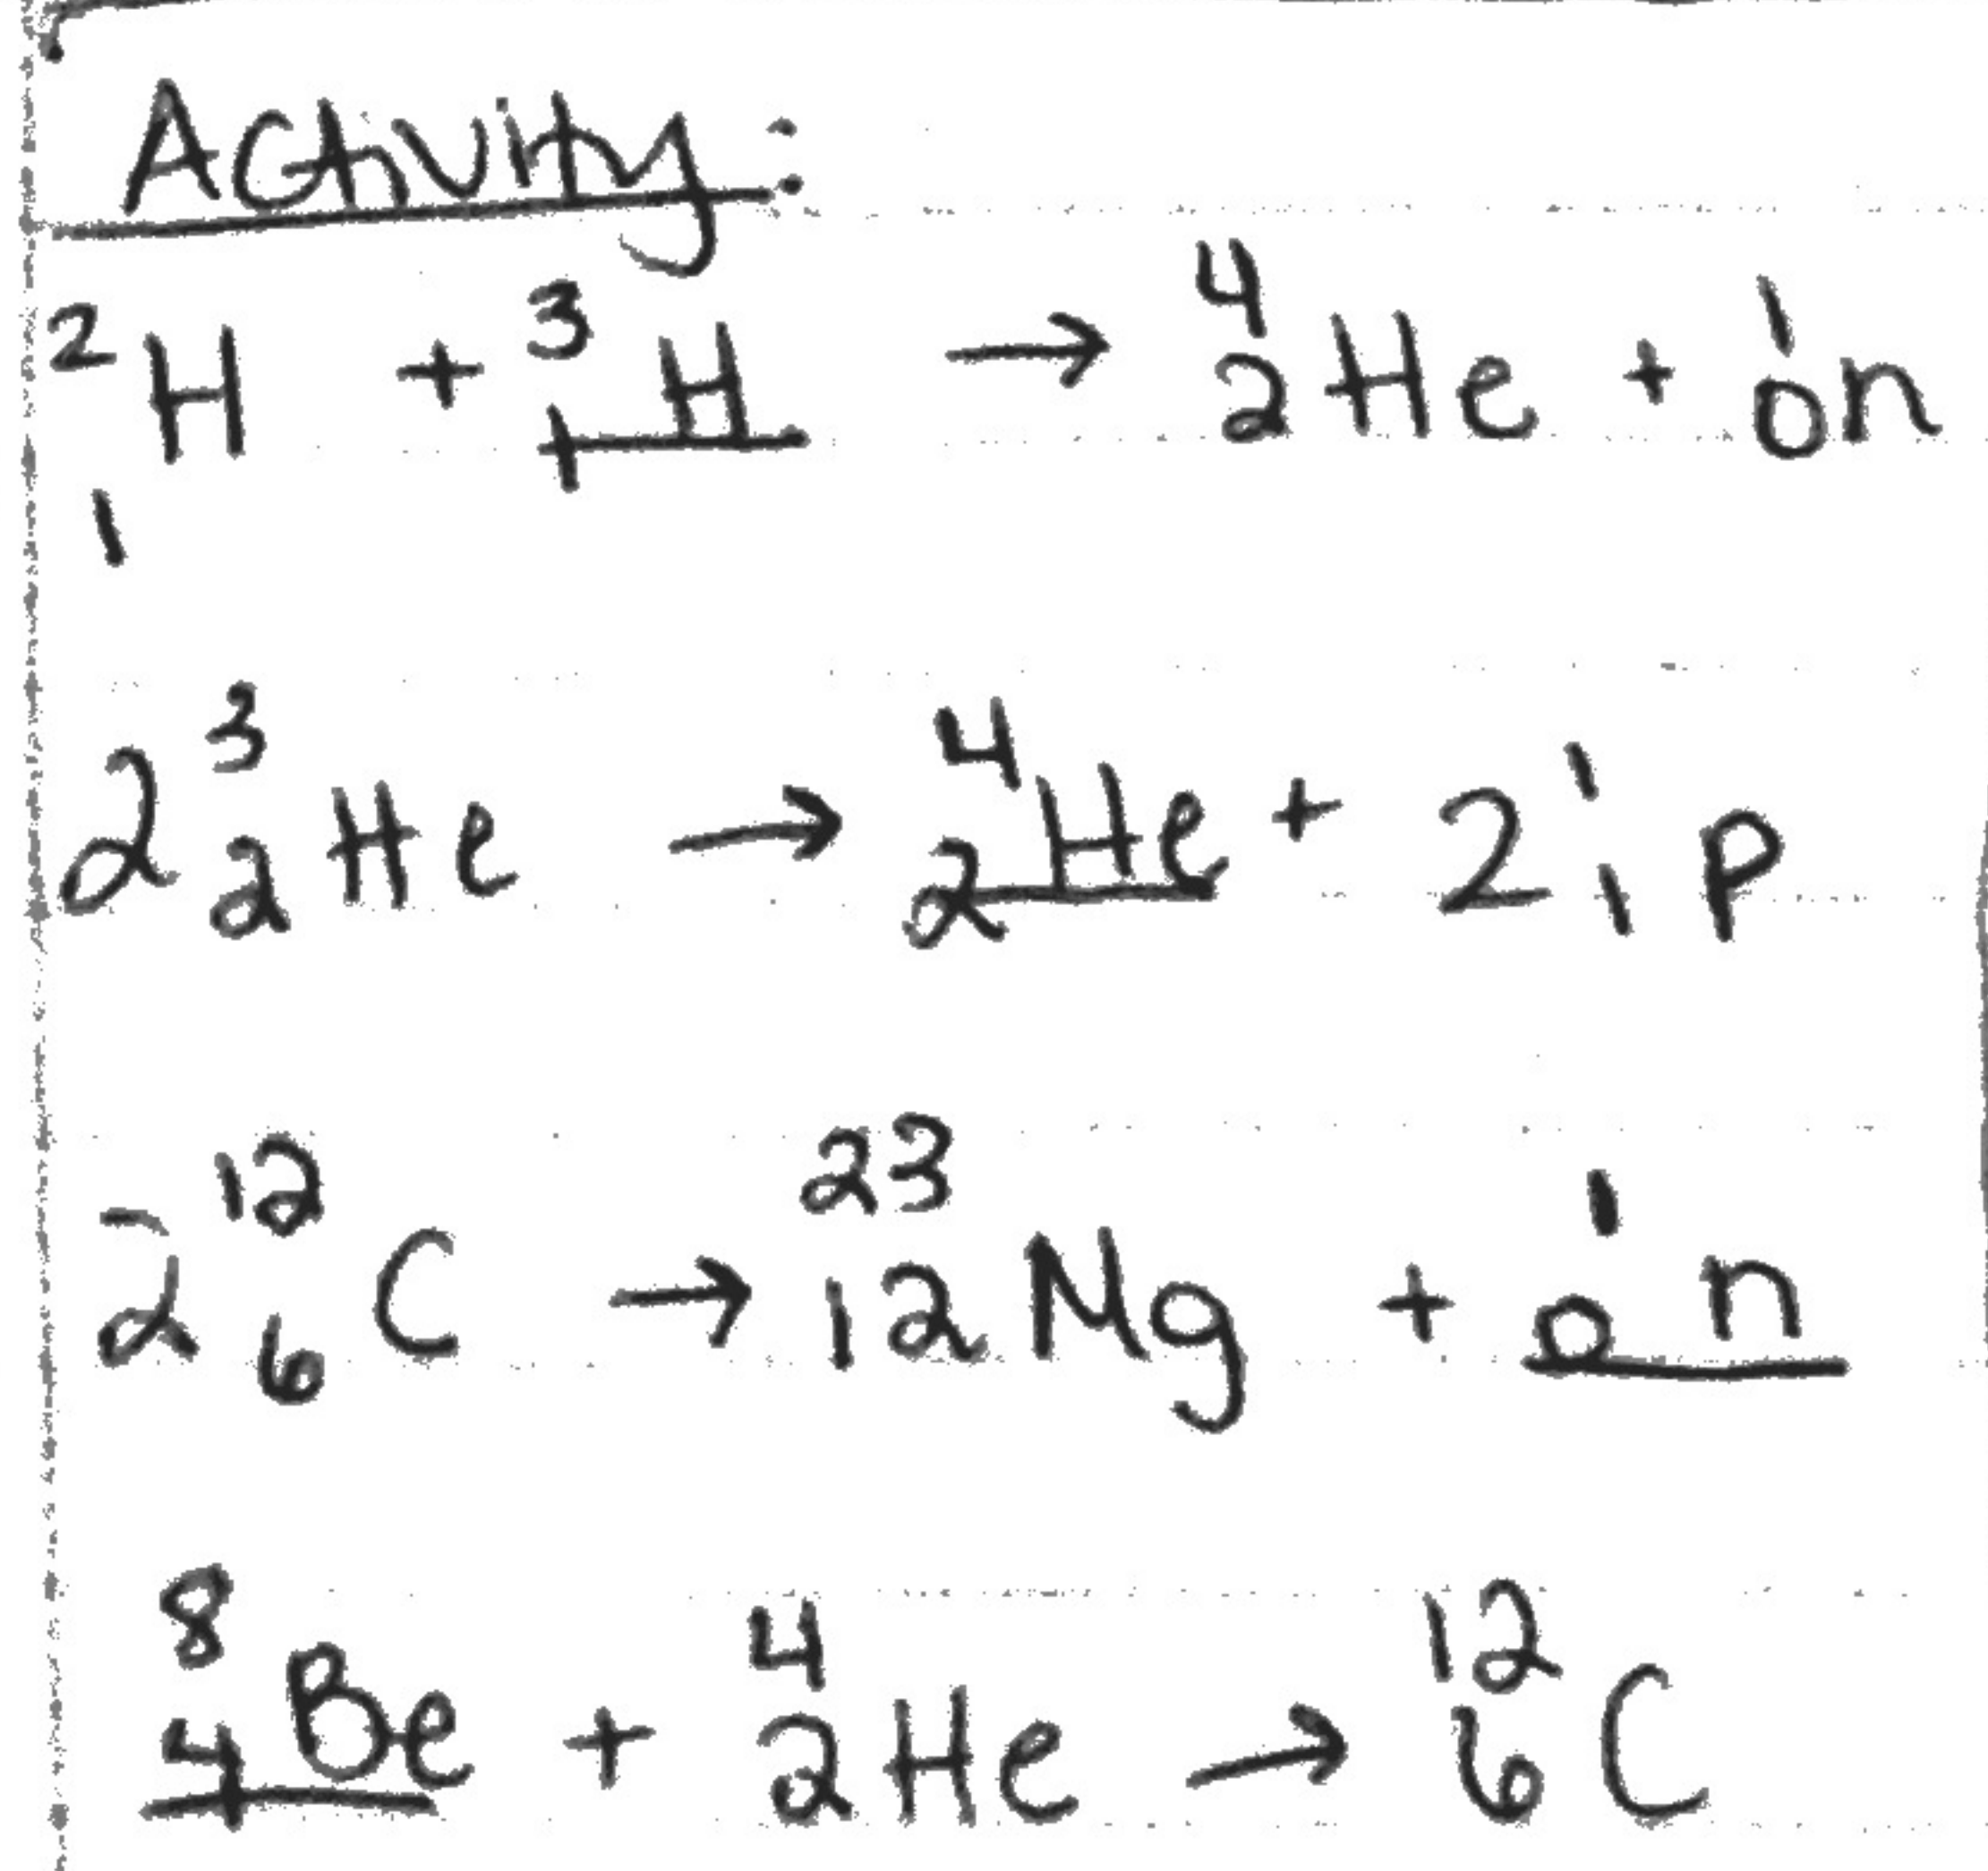 Activity:
²₁H + ³₁H → ⁴₂He + ¹₀n
2 ³₂He → ⁴₂He + 2 ¹₁p
2 ¹²₆C → ²³₁₂Mg + ¹₀n
⁸₄Be + ⁴₂He → ¹²₆C